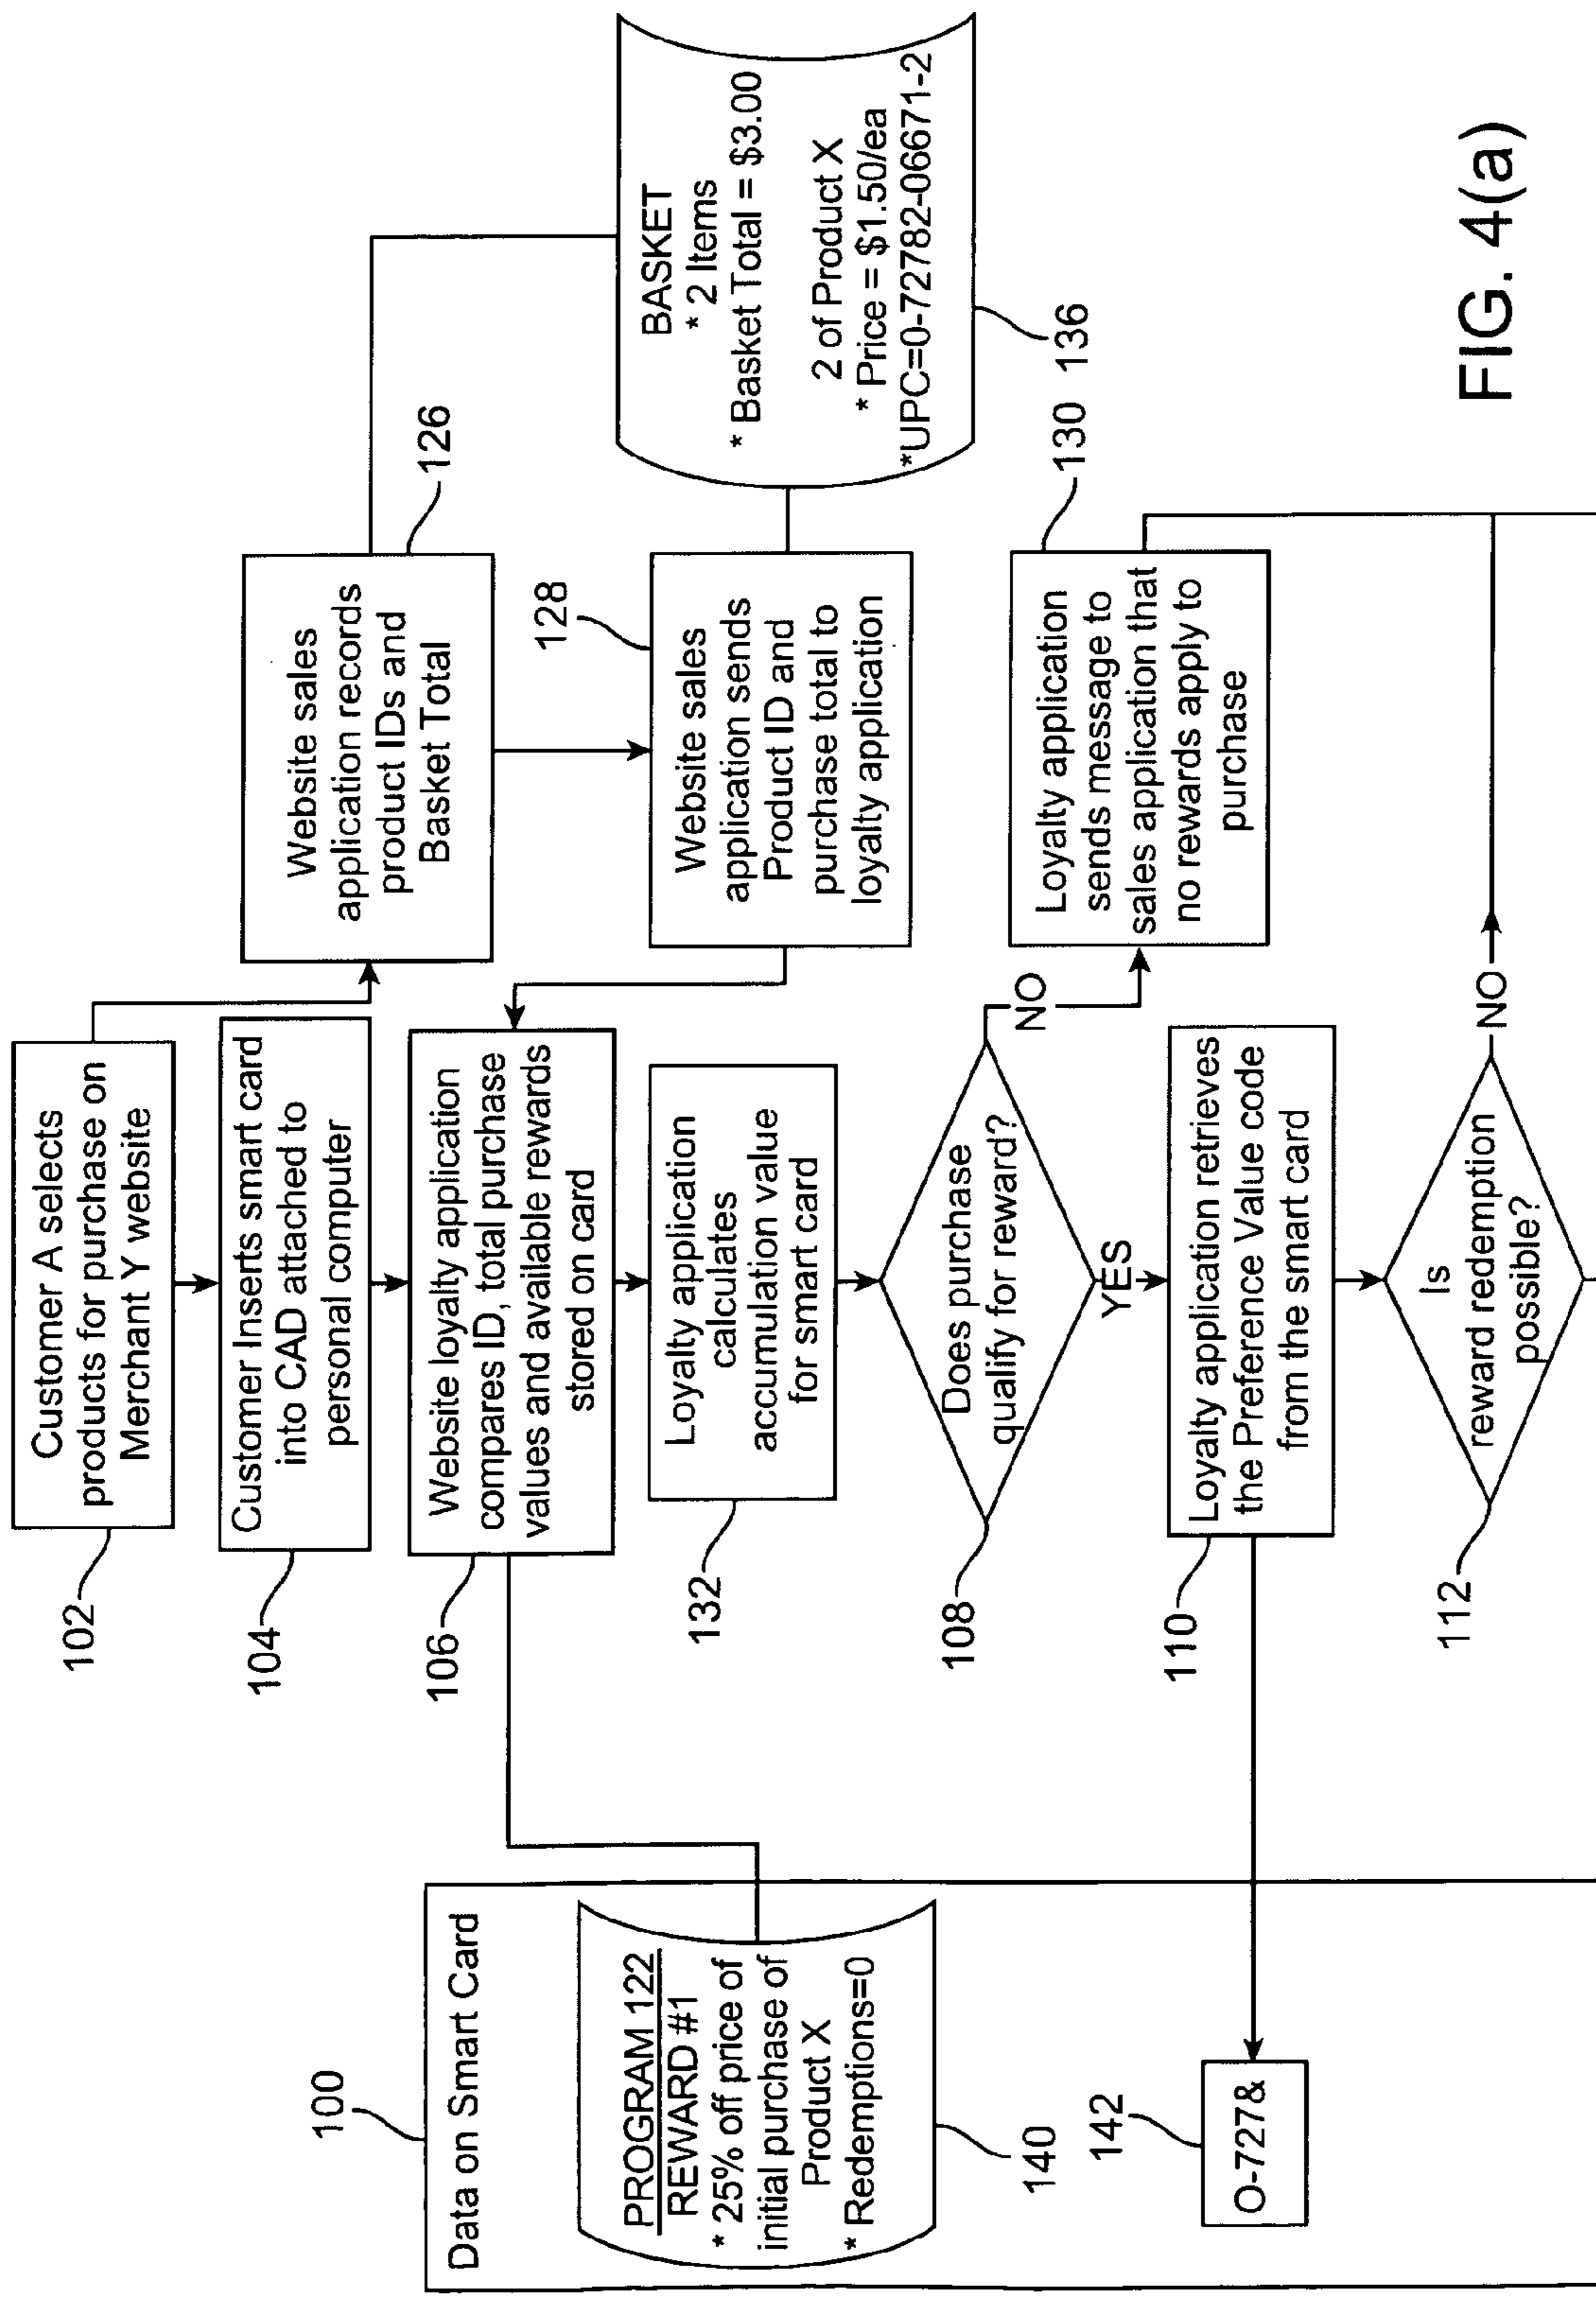 100
Data on Smart Card
PROGRAM 122
REWARD #1
* 25% off price of
initial purchase of
Product X
* Redemptions=0
140
142
O-727&
102
Customer A selects
products for purchase on
Merchant Y website
104
Customer Inserts smart card
into CAD attached to
personal computer
106
Website loyalty application
compares ID, total purchase
values and available rewards
stored on card
132
Loyalty application
calculates
accumulation value
for smart card
108
Does purchase
qualify for reward?
NO
YES
110
Loyalty application retrieves
the Preference Value code
from the smart card
112
Is
reward redemption
possible?
NO
Website sales
application records
product IDs and
Basket Total
126
128
Website sales
application sends
Product ID and
purchase total to
loyalty application
130
Loyalty application
sends message to
sales application that
no rewards apply to
purchase
BASKET
* 2 Items
* Basket Total = $3.00
2 of Product X
* Price = $1.50/ea
*UPC=0-72782-06671-2
136
FIG. 4(a)